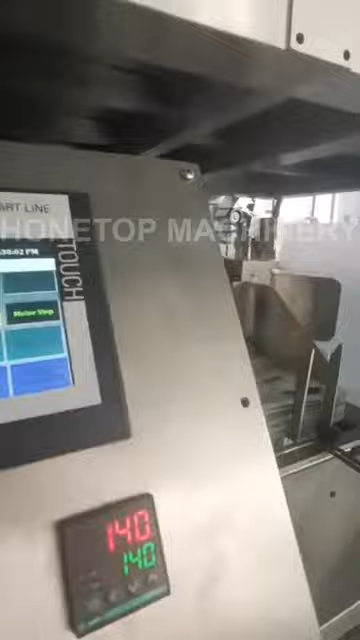 ART LINE
HONETOP MACHINERY
:30:02 PM
TOUCH
Motor Stop
140
140